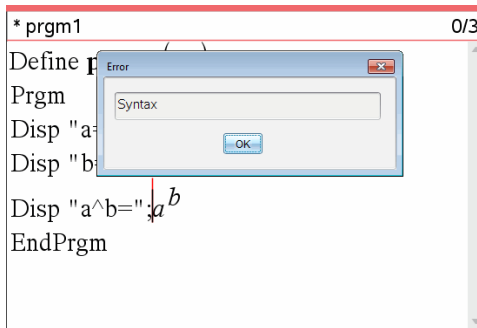 * prgm1 0/3
Define
Error
Prgm
Syntax
Disp "a=
OK
Disp "b
Disp "a^b=";a^b
EndPrgm